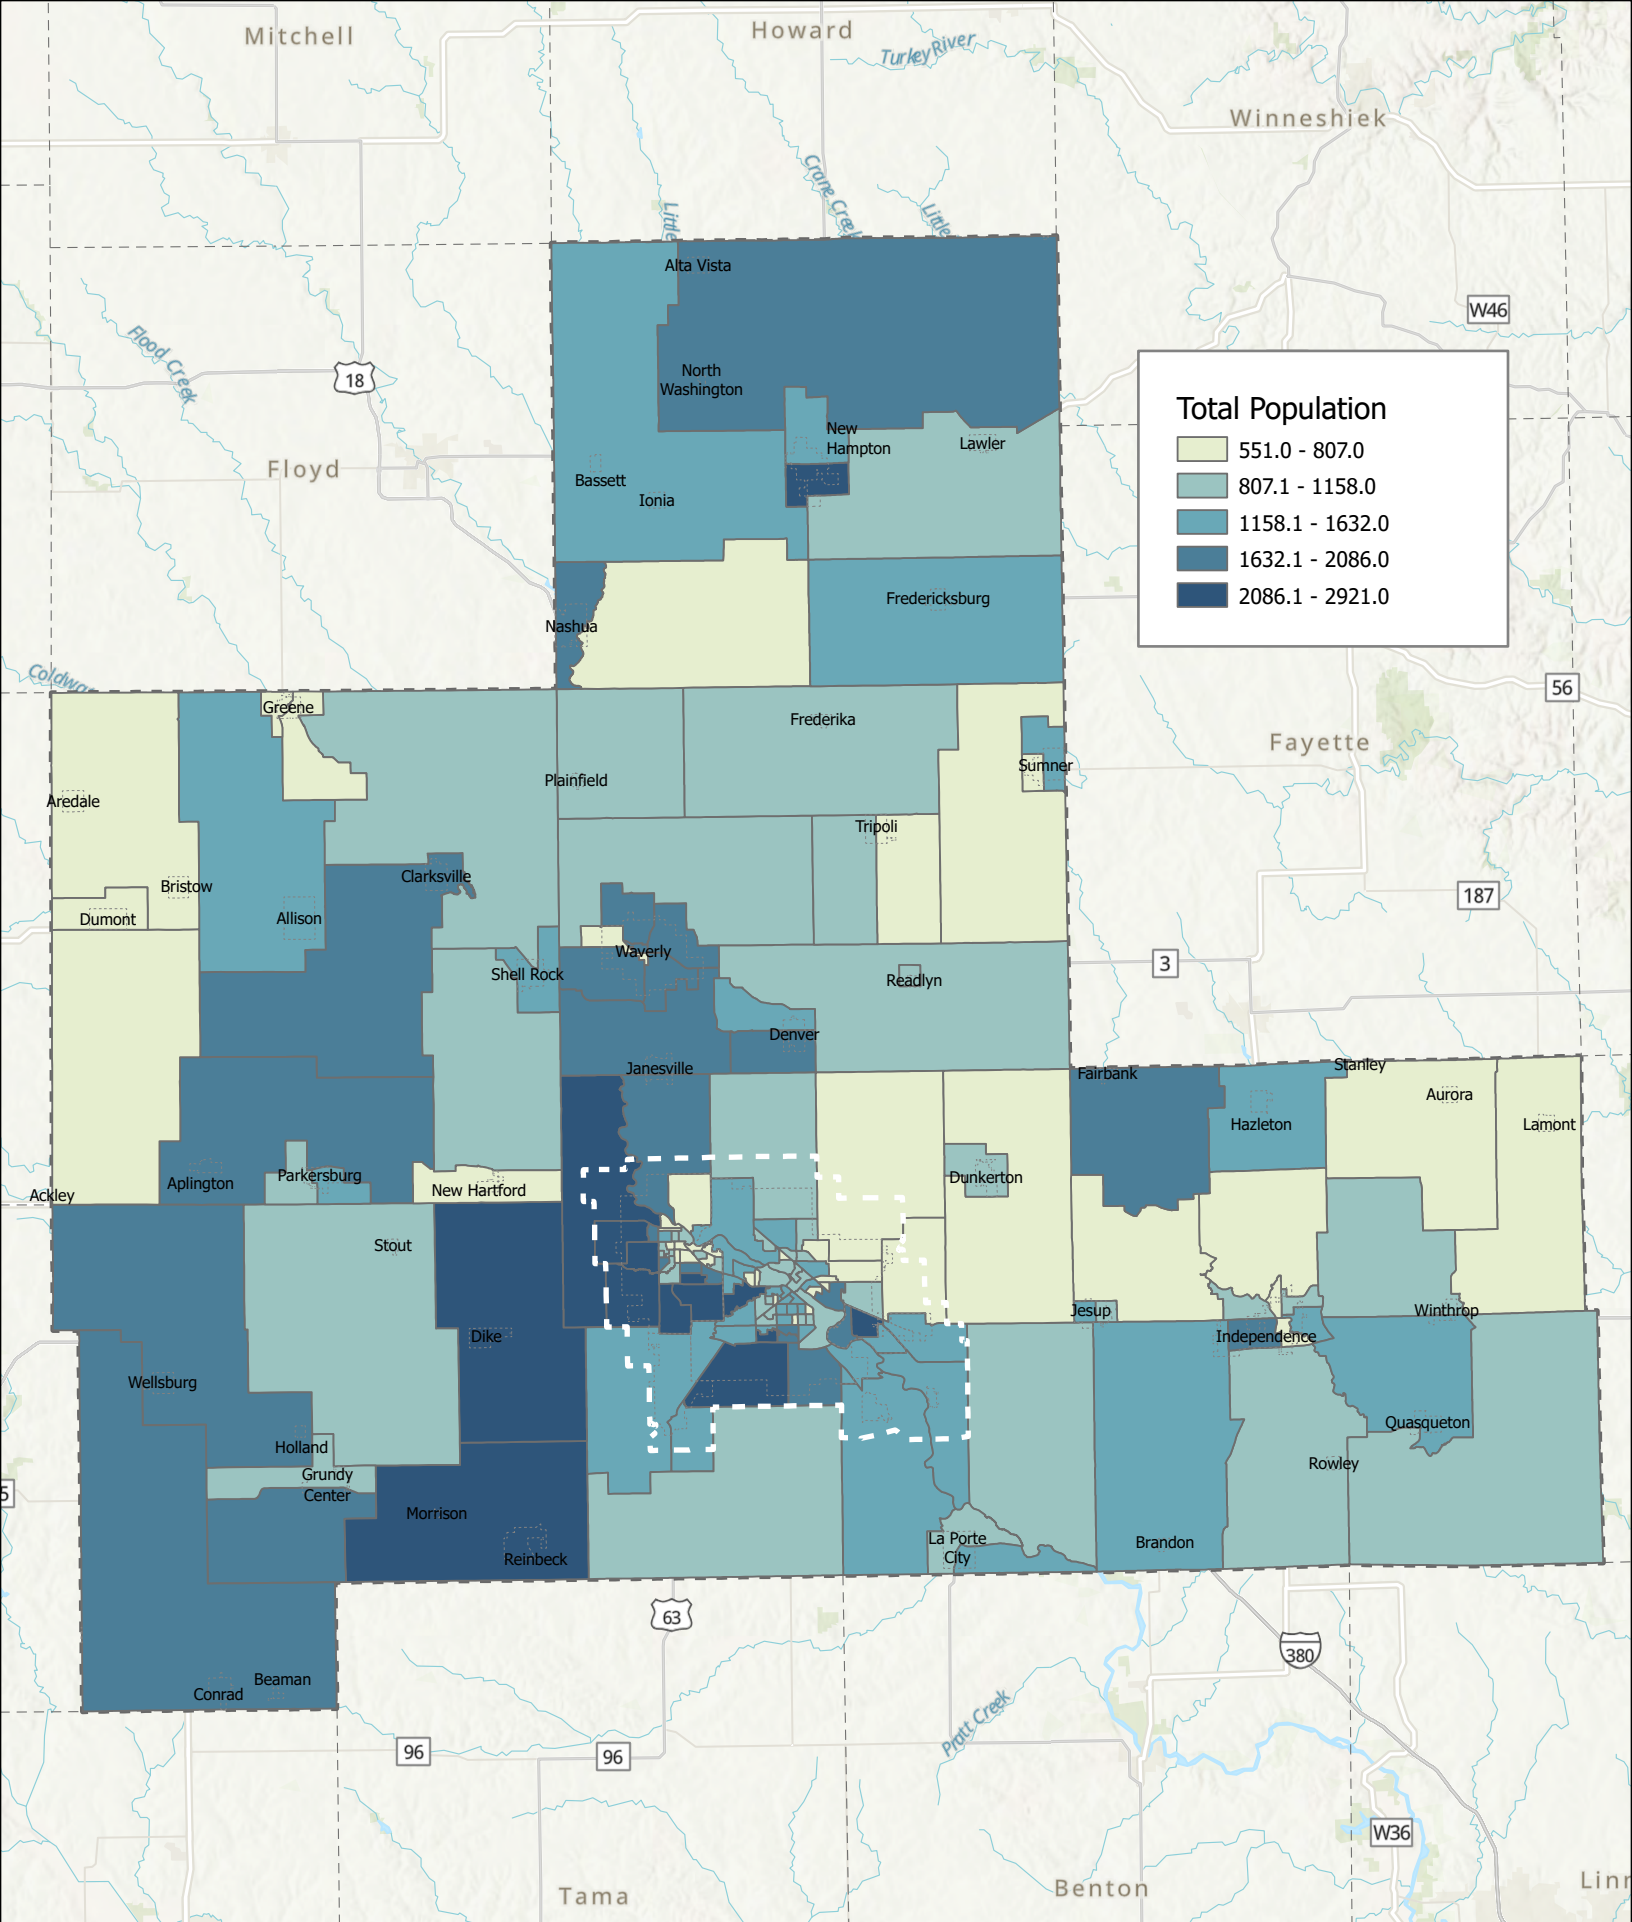 Mitchell
Howard
Turkey River
Winneshiek
Crane Creek
Little
Little
Alta Vista
W46
Flood Creek
18
North
Washington
Total Population
551.0 - 807.0
807.1 - 1158.0
1158.1 - 1632.0
1632.1 - 2086.0
2086.1 - 2921.0
New
Hampton
Lawler
Floyd
Bassett
Ionia
Fredericksburg
Nashua
Coldwa
56
Greene
Frederika
Fayette
Sumner
Plainfield
Aredale
Tripoli
Clarksville
Bristow
187
Dumont
Allison
Waverly
3
Shell Rock
Readlyn
Denver
Janesville
Fairbank
Stanley
Aurora
Hazleton
Lamont
Parkersburg
Dunkerton
Aplington
New Hartford
Ackley
Stout
Jesup
Winthrop
Dike
Independence
Wellsburg
Quasqueton
Holland
Rowley
Grundy
Center
5
Morrison
La Porte
City
Brandon
Reinbeck
63
380
Beaman
Conrad
Pratt Creek
96
96
W36
Tama
Benton
Linn